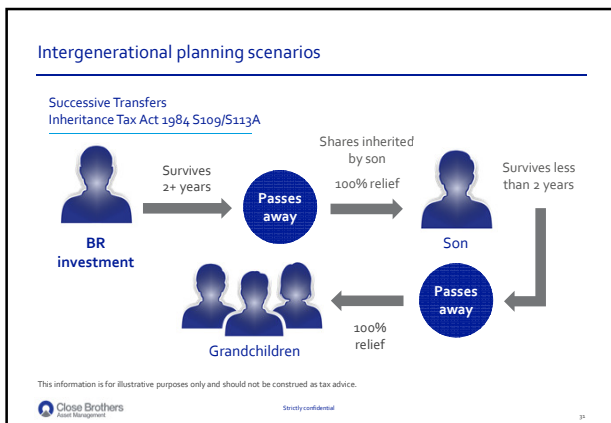 Intergenerational planning scenarios
Successive Transfers
Inheritance Tax Act 1984 S109/S113A
Survives
2+ years
Passes
away
Shares inherited
by son
100% relief
Survives less
than 2 years
BR
investment
Son
Passes
away
100%
relief
Grandchildren
This information is for illustrative purposes only and should not be construed as tax advice.
Close Brothers
Asset Management
Strictly confidential
31